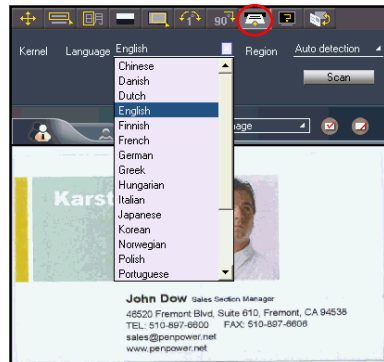 90°
Kernel Language English Region Auto detection
Scan
Chinese
Danish
Dutch
English
Finnish
French
German
Greek
Hungarian
Italian
Japanese
Korean
Norwegian
Polish
Portuguese
Karst
John Dow Sales Section Manager
46520 Fremont Blvd, Suite 610, Fremont, CA 94538
TEL: 510-897-6600 FAX: 510-897-6606
sales@penpower.net
www.penpower.net